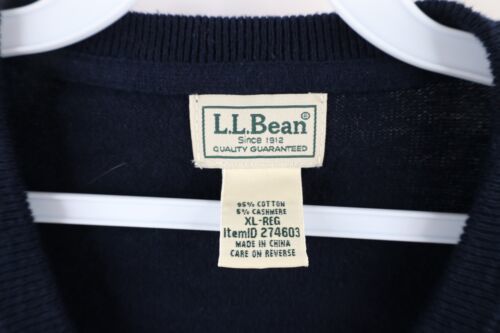 L.L.Bean®
Since 1912
QUALITY GUARANTEED
95% COTTON
5% CASHMERE
XL-REG
ItemID 274603
MADE IN CHINA
CARE ON REVERSE